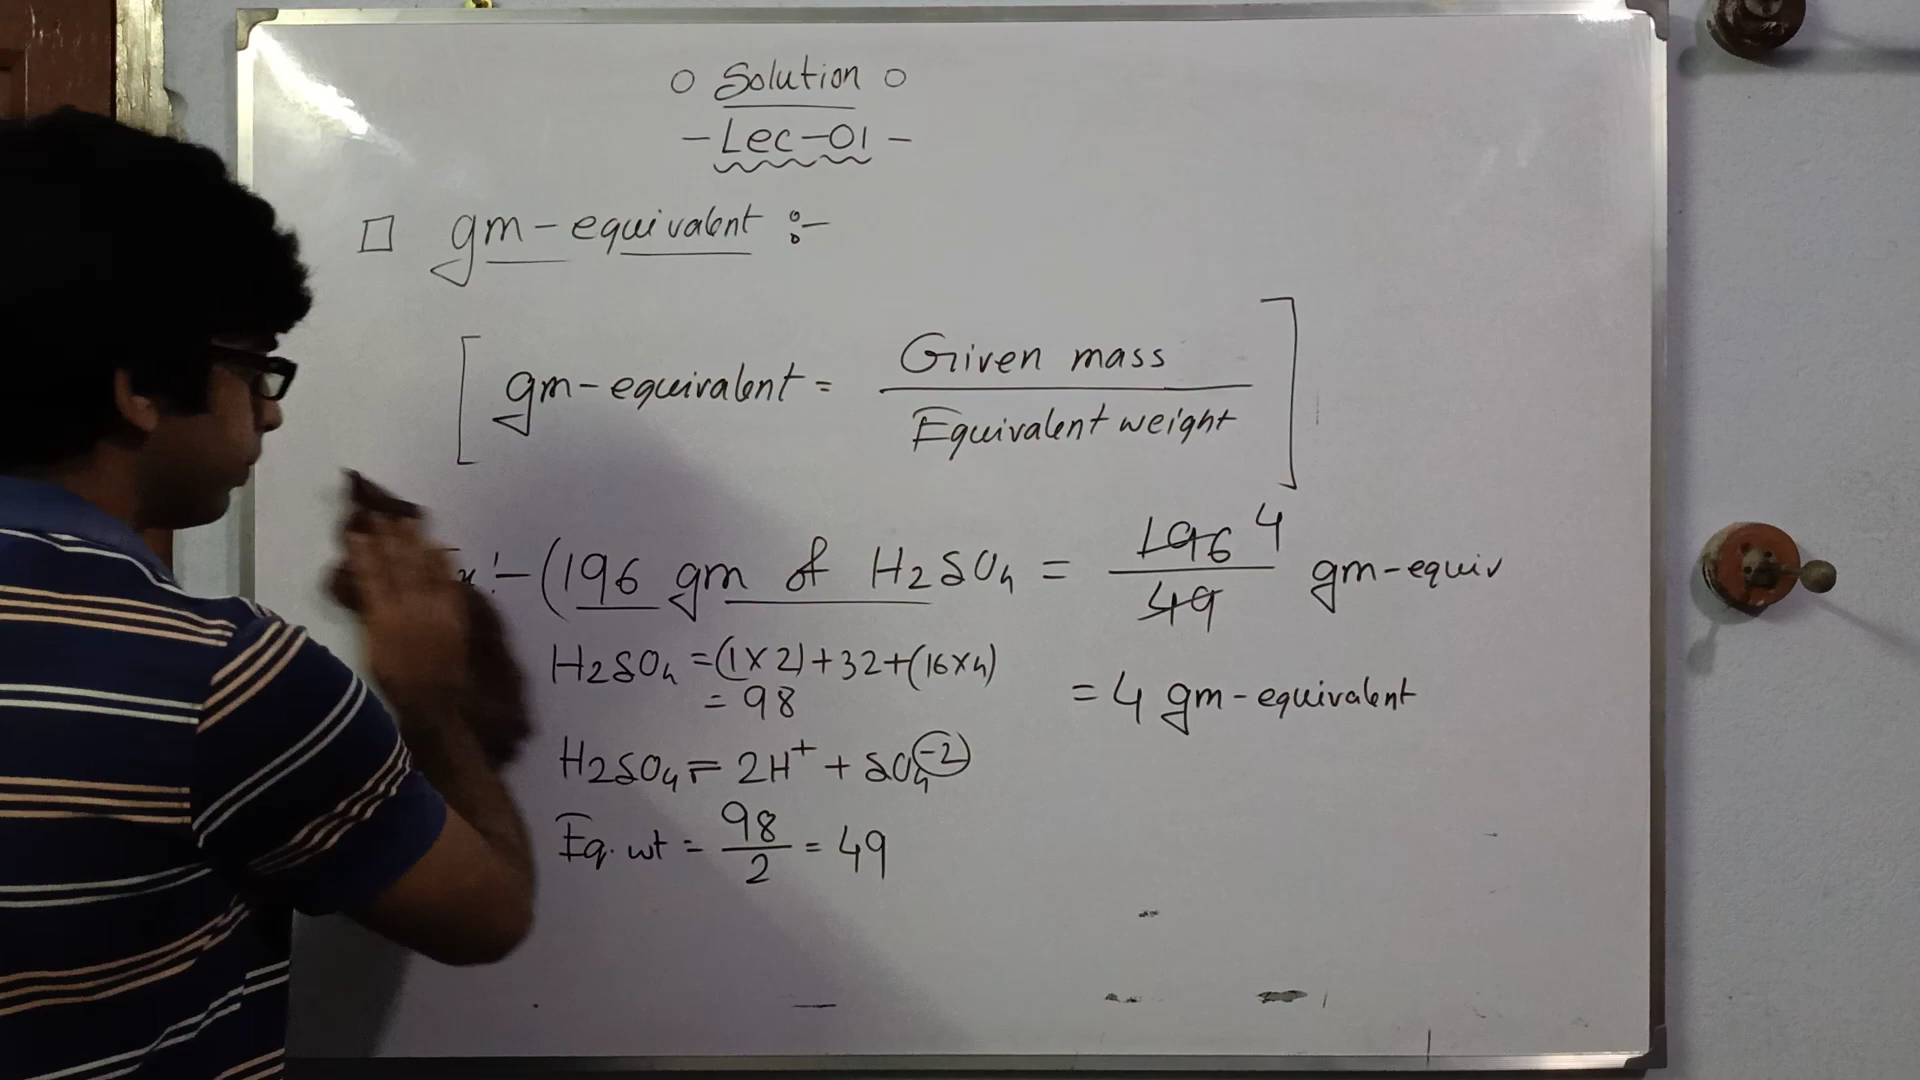 ○ Solution ○
- Lec-01 -
□ gm-equivalent :-
[ gm-equivalent = Given mass / Equivalent weight ]
x:- (196 gm of H2SO4 = 196 4 / 49 gm-equiv
H2SO4 = (1×2)+32+(16×4)
= 98
= 4 gm-equivalent
H2SO4 = 2H+ + SO4 -2
Eq. wt = 98 / 2 = 49